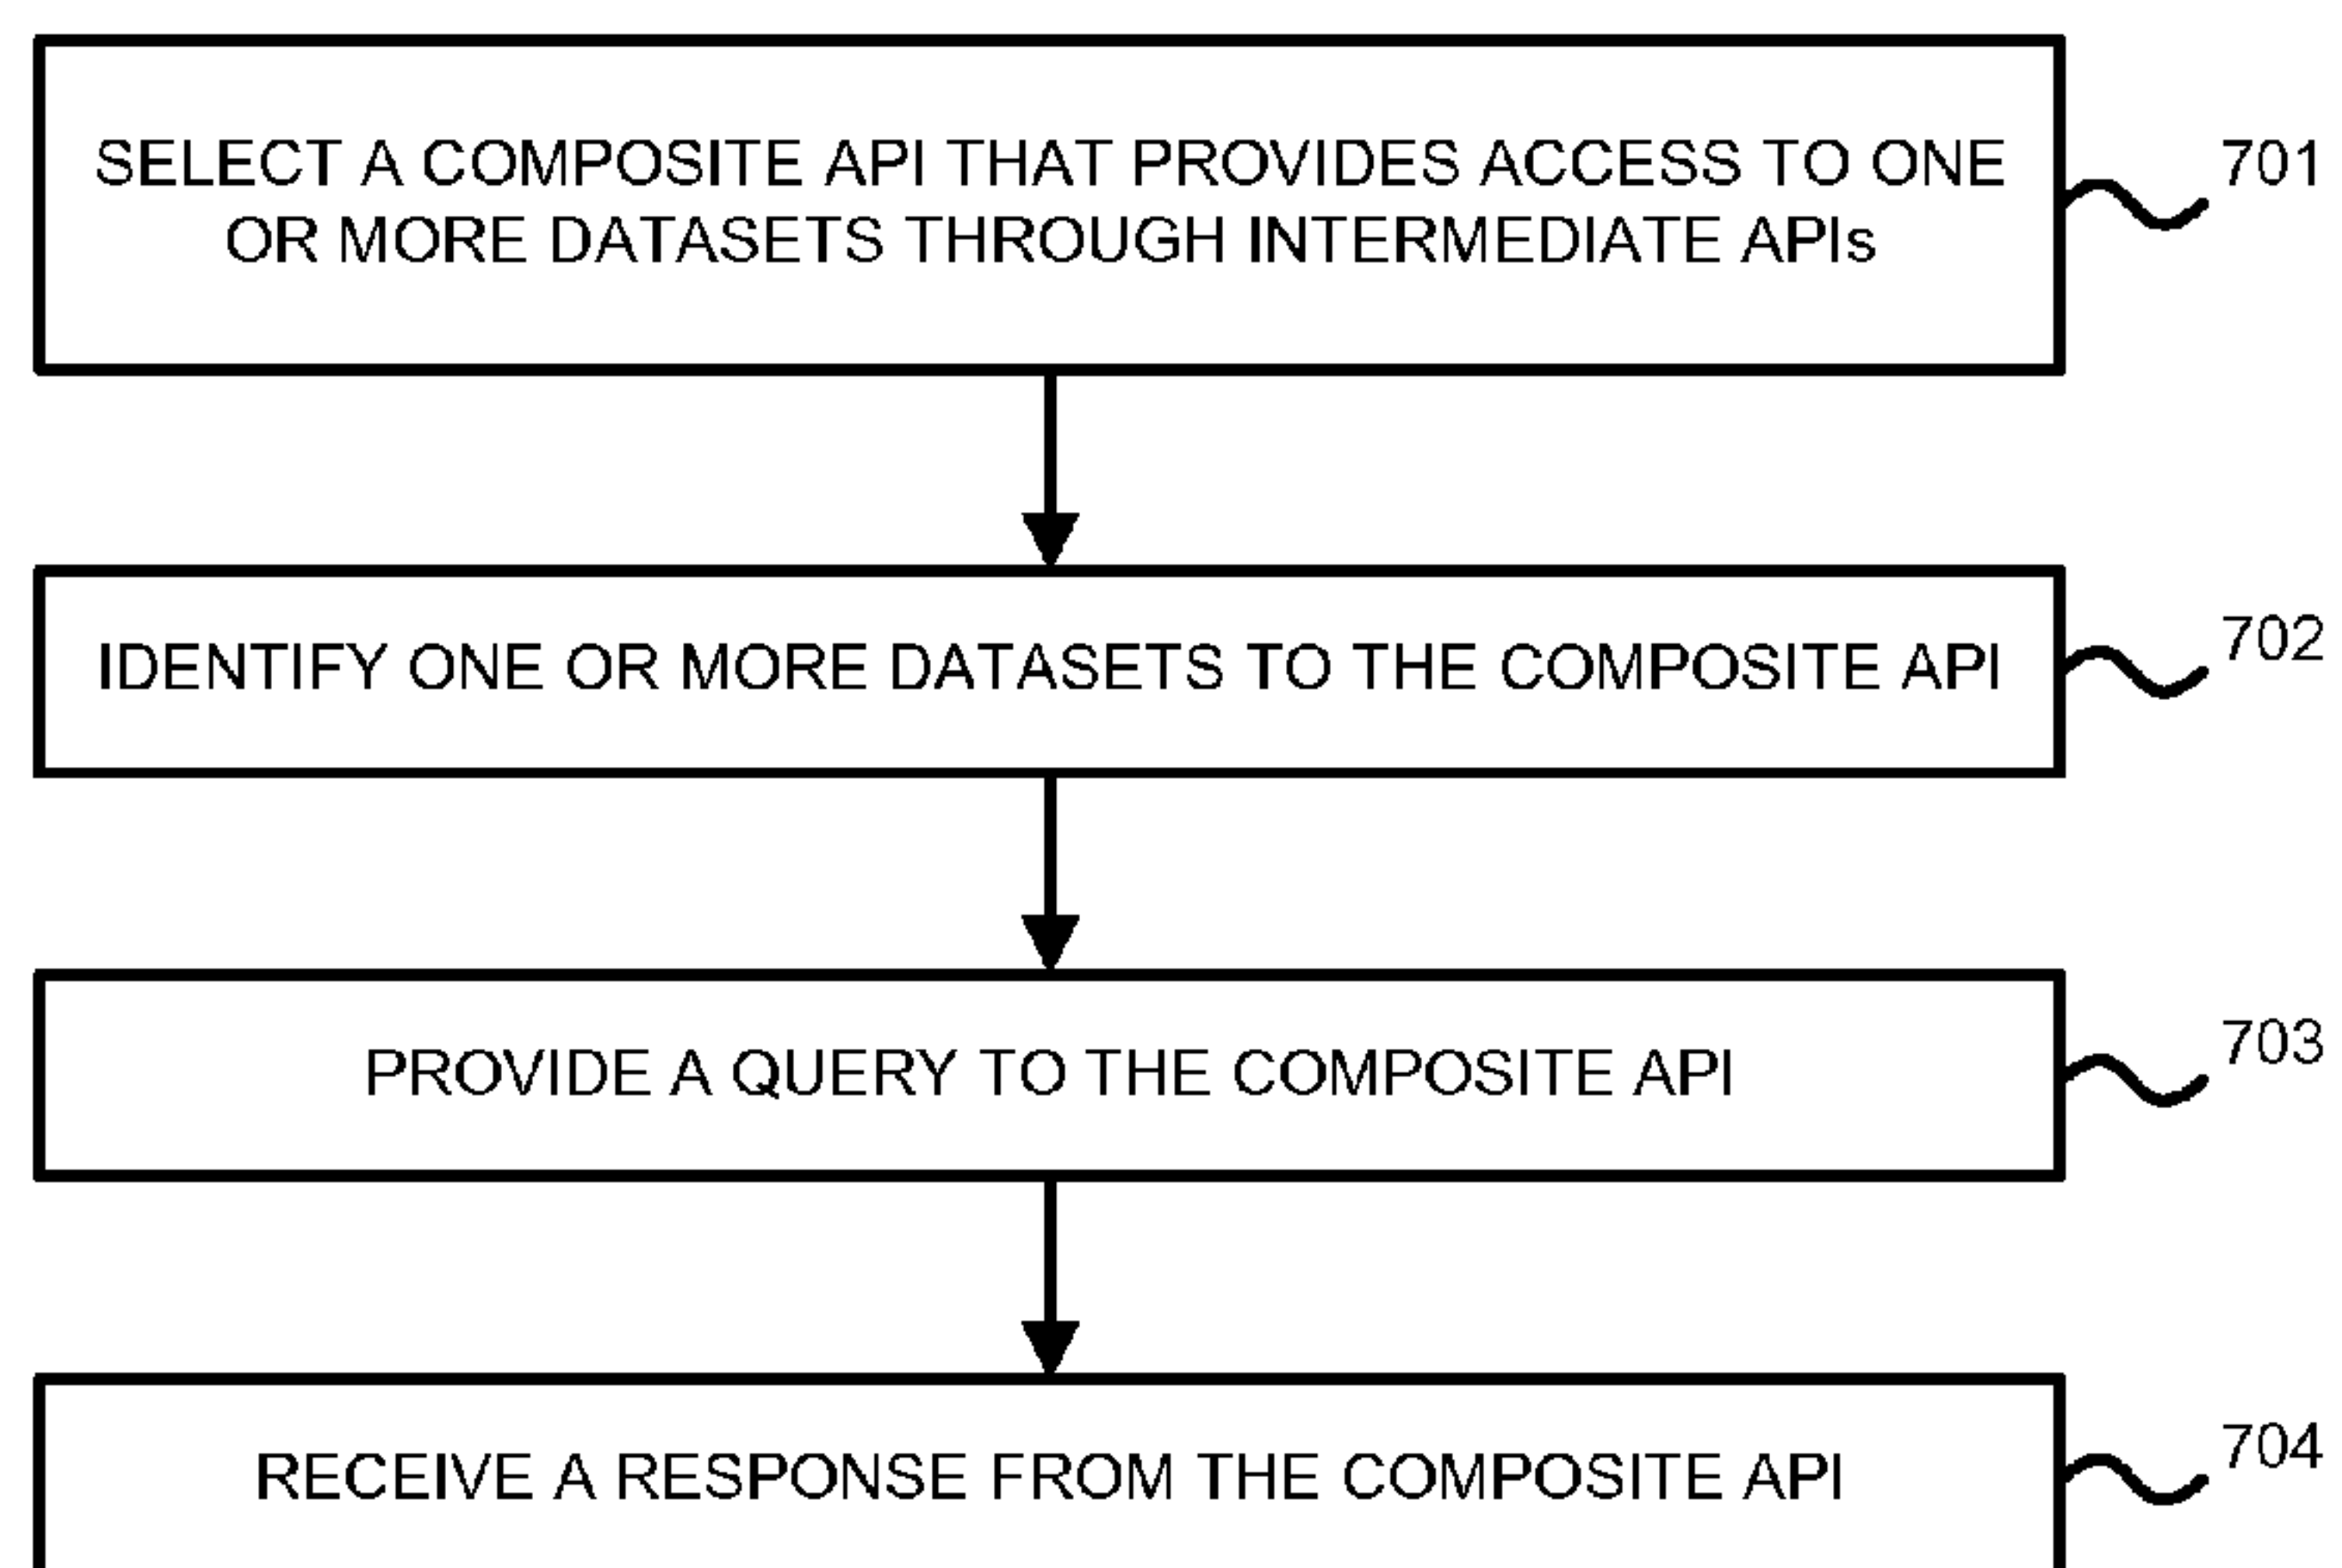 SELECT A COMPOSITE API THAT PROVIDES ACCESS TO ONE
OR MORE DATASETS THROUGH INTERMEDIATE APIs
701
IDENTIFY ONE OR MORE DATASETS TO THE COMPOSITE API
702
PROVIDE A QUERY TO THE COMPOSITE API
703
RECEIVE A RESPONSE FROM THE COMPOSITE API
704